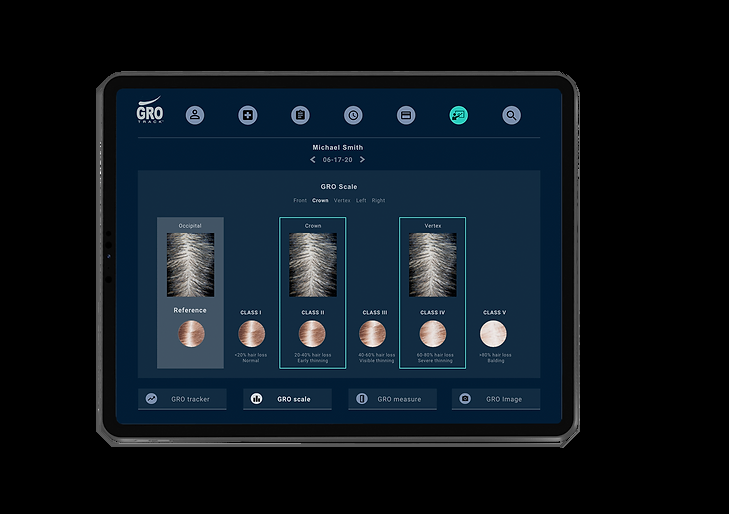 GRO
TRACK
Michael Smith
06-17-20
GRO Scale
Front Crown Vertex Left Right
Occipital
Crown
Vertex
Reference
CLASS I
CLASS II
CLASS III
CLASS IV
CLASS V
<20% hair loss
Normal
20-40% hair loss
Early thinning
40-60% hair loss
Visible thinning
60-80% hair loss
Severe thinning
>80% hair loss
Balding
GRO tracker
GRO scale
GRO measure
GRO Image